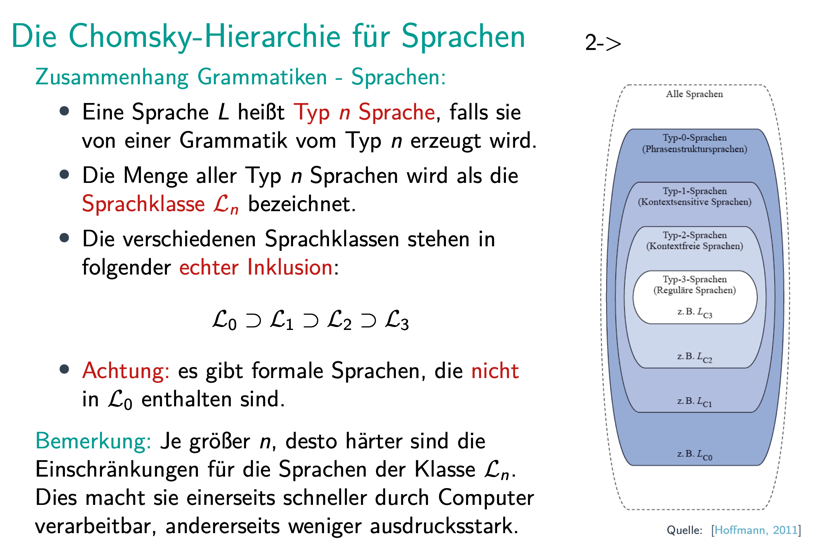 Die Chomsky-Hierarchie für Sprachen
2->
Zusammenhang Grammatiken - Sprachen:
• Eine Sprache L heißt Typ n Sprache, falls sie
von einer Grammatik vom Typ n erzeugt wird.
• Die Menge aller Typ n Sprachen wird als die
Sprachklasse ℒₙ bezeichnet.
• Die verschiedenen Sprachklassen stehen in
folgender echter Inklusion:
ℒ₀ ⊃ ℒ₁ ⊃ ℒ₂ ⊃ ℒ₃
• Achtung: es gibt formale Sprachen, die nicht
in ℒ₀ enthalten sind.
Bemerkung: Je größer n, desto härter sind die
Einschränkungen für die Sprachen der Klasse ℒₙ.
Dies macht sie einerseits schneller durch Computer
verarbeitbar, andererseits weniger ausdrucksstark.
Alle Sprachen
Typ-0-Sprachen
(Phrasenstruktursprachen)
Typ-1-Sprachen
(Kontextsensitive Sprachen)
Typ-2-Sprachen
(Kontextfreie Sprachen)
Typ-3-Sprachen
(Reguläre Sprachen)
z. B. L_C3
z. B. L_C2
z. B. L_C1
z. B. L_C0
Quelle: [Hoffmann, 2011]